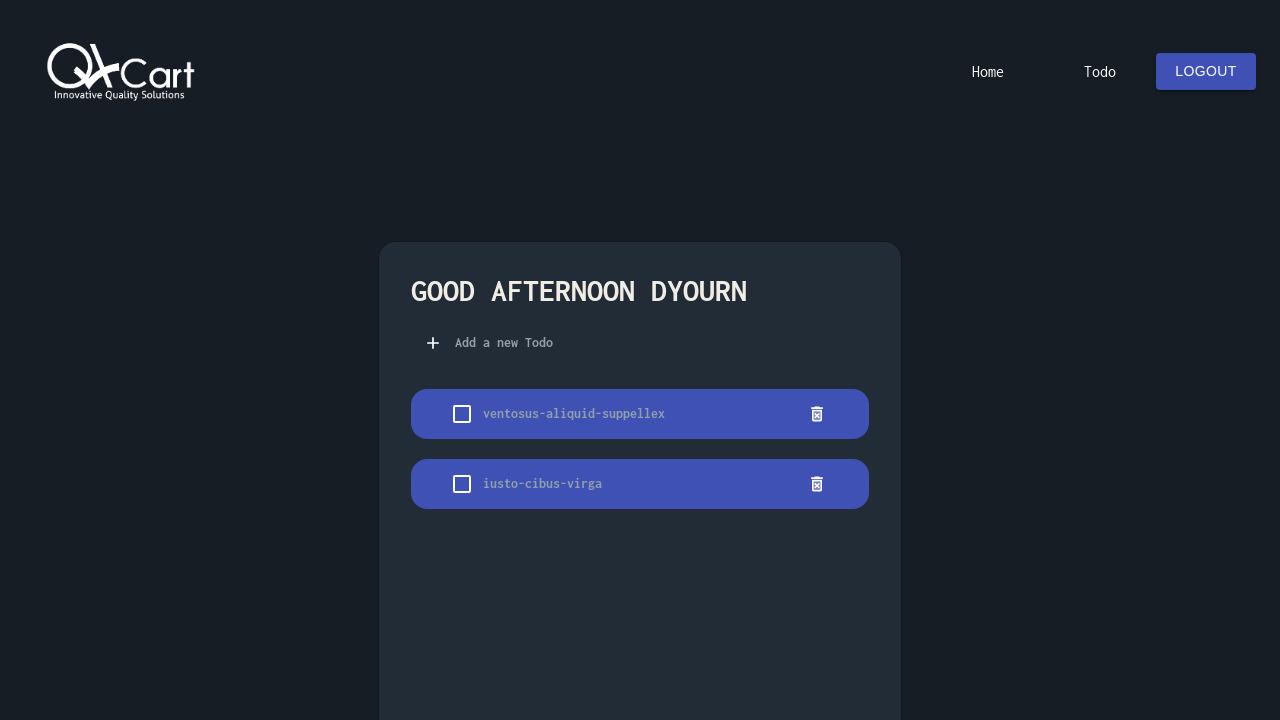 QACart
Innovative Quality Solutions
Home
Todo
LOGOUT
GOOD AFTERNOON DYOURN
Add a new Todo
ventosus-aliquid-suppellex
iusto-cibus-virga